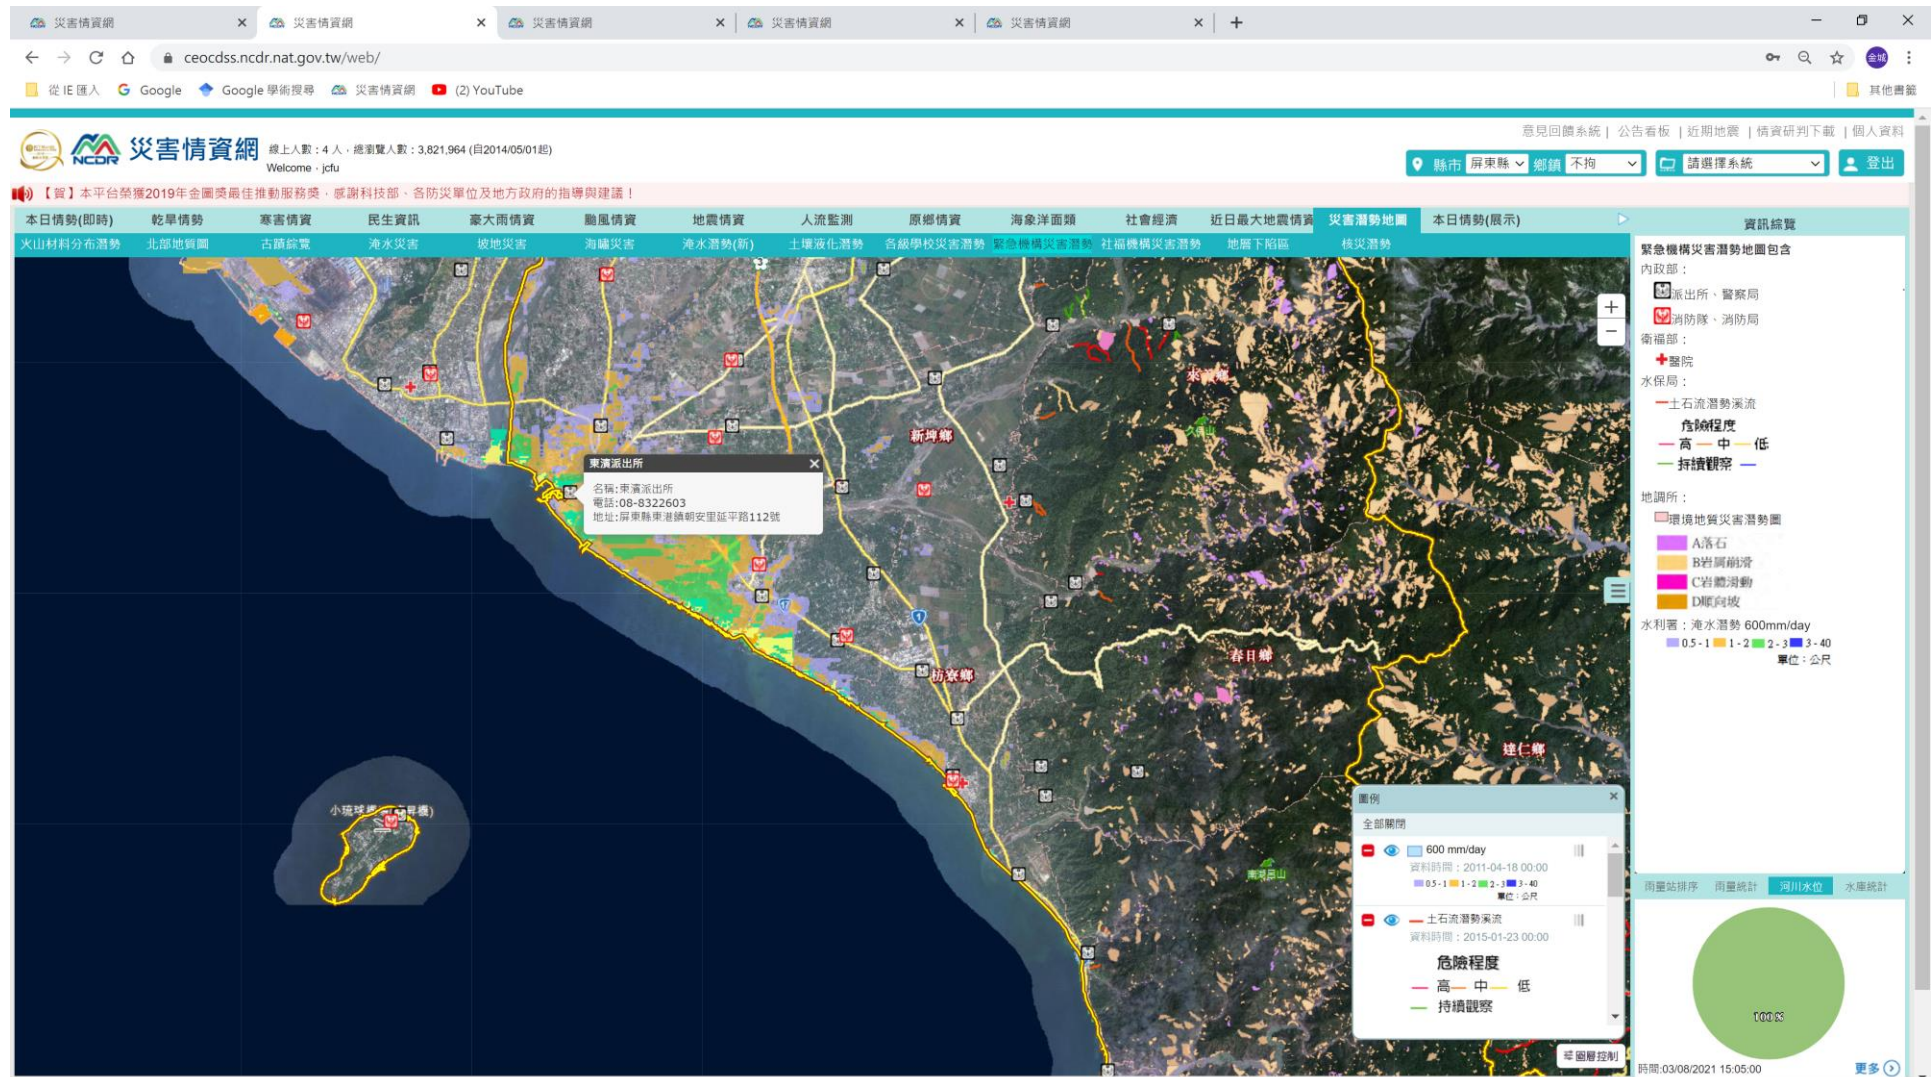 災害情資網
災害情資網
災害情資網
災害情資網
災害情資網
ceocdss.ncdr.nat.gov.tw/web/
金城
從 IE 匯入 Google Google 學術搜尋 災害情資網 (2) YouTube
其他書籤
意見回饋系統 | 公告看板 | 近期地震 | 情資研判下載 | 個人資料
NCDR 災害情資網 線上人數：4 人，總瀏覽人數：3,821,964 (自2014/05/01起)
Welcome，jcfu
縣市 屏東縣 鄉鎮 不拘 請選擇系統 登出
【賀】本平台榮獲2019年金圖獎最佳推動服務獎，感謝科技部、各防災單位及地方政府的指導與建議！
本日情勢(即時) 乾旱情勢 寒害情資 民生資訊 豪大雨情資 颱風情資 地震情資 人流監測 原鄉情資 海象洋面類 社會經濟 近日最大地震情資 災害潛勢地圖 本日情勢(展示)
火山材料分布潛勢 北部地質圖 古蹟綜覽 淹水災害 坡地災害 海嘯災害 淹水潛勢(新) 土壤液化潛勢 各級學校災害潛勢 緊急機構災害潛勢 社福機構災害潛勢 地層下陷區 核災潛勢
3
來義鄉
新埤鄉
東濱派出所
名稱:東濱派出所
電話:08-8322603
地址:屏東縣東港鎮朝安里延平路112號
17
1
春日鄉
枋寮鄉
達仁鄉
圖例
全部關閉
600 mm/day
資料時間：2011-04-18 00:00
0.5 - 1 1 - 2 2 - 3 3 - 40
單位：公尺
土石流潛勢溪流
資料時間：2015-01-23 00:00
危險程度
高 中 低
持續觀察
圖層控制
資訊綜覽
緊急機構災害潛勢地圖包含
內政部：
派出所、警察局
消防隊、消防局
衛福部：
醫院
水保局：
土石流潛勢溪流
危險程度
高 中 低
持續觀察
地調所：
環境地質災害潛勢圖
A落石
B岩屑崩滑
C岩體滑動
D順向坡
水利署：淹水潛勢 600mm/day
0.5 - 1 1 - 2 2 - 3 3 - 40
單位：公尺
雨量站排序 雨量統計 河川水位 水庫統計
100 %
時間:03/08/2021 15:05:00 更多